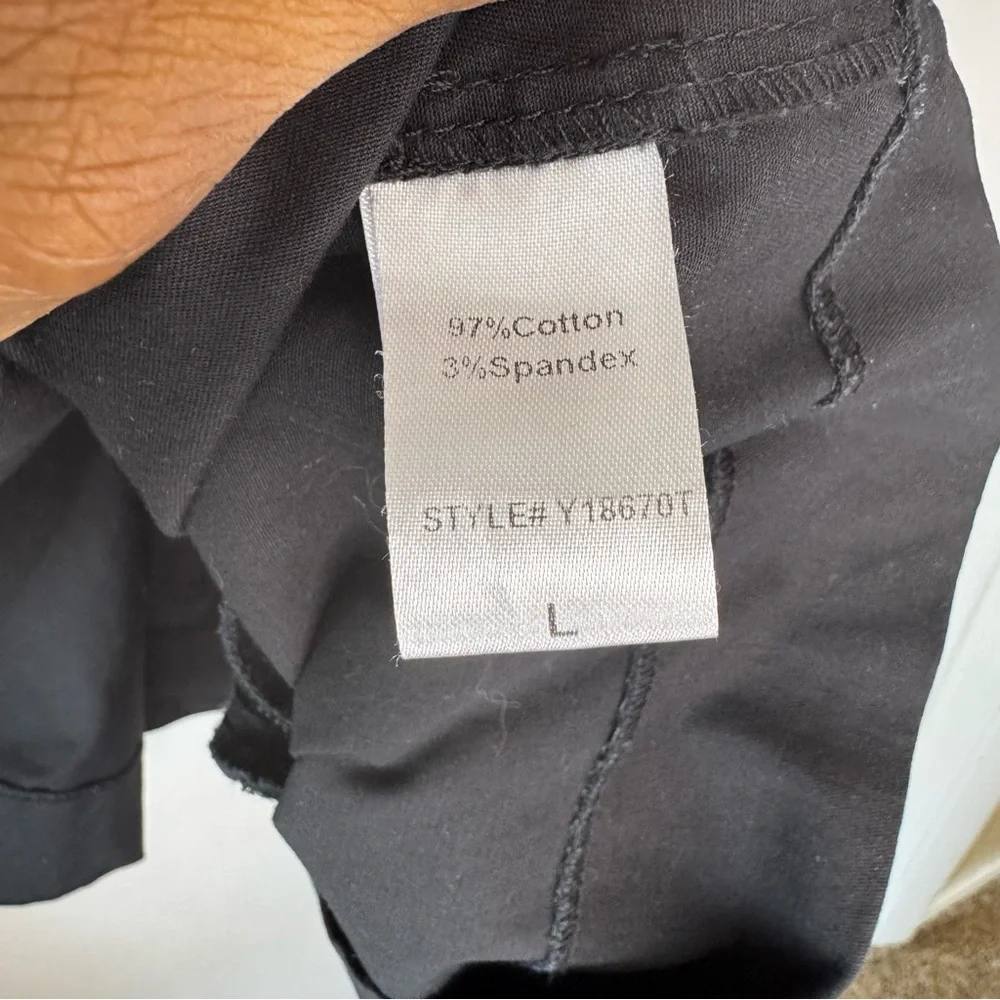 97%Cotton
3%Spandex
STYLE# Y18670T
L